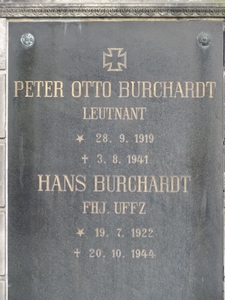 PETER OTTO BURCHARDT
LEUTNANT
★ 28. 9. 1919
✝ 3. 8. 1941
HANS BURCHARDT
FHJ. UFFZ
★ 19. 7. 1922
✝ 20. 10. 1944